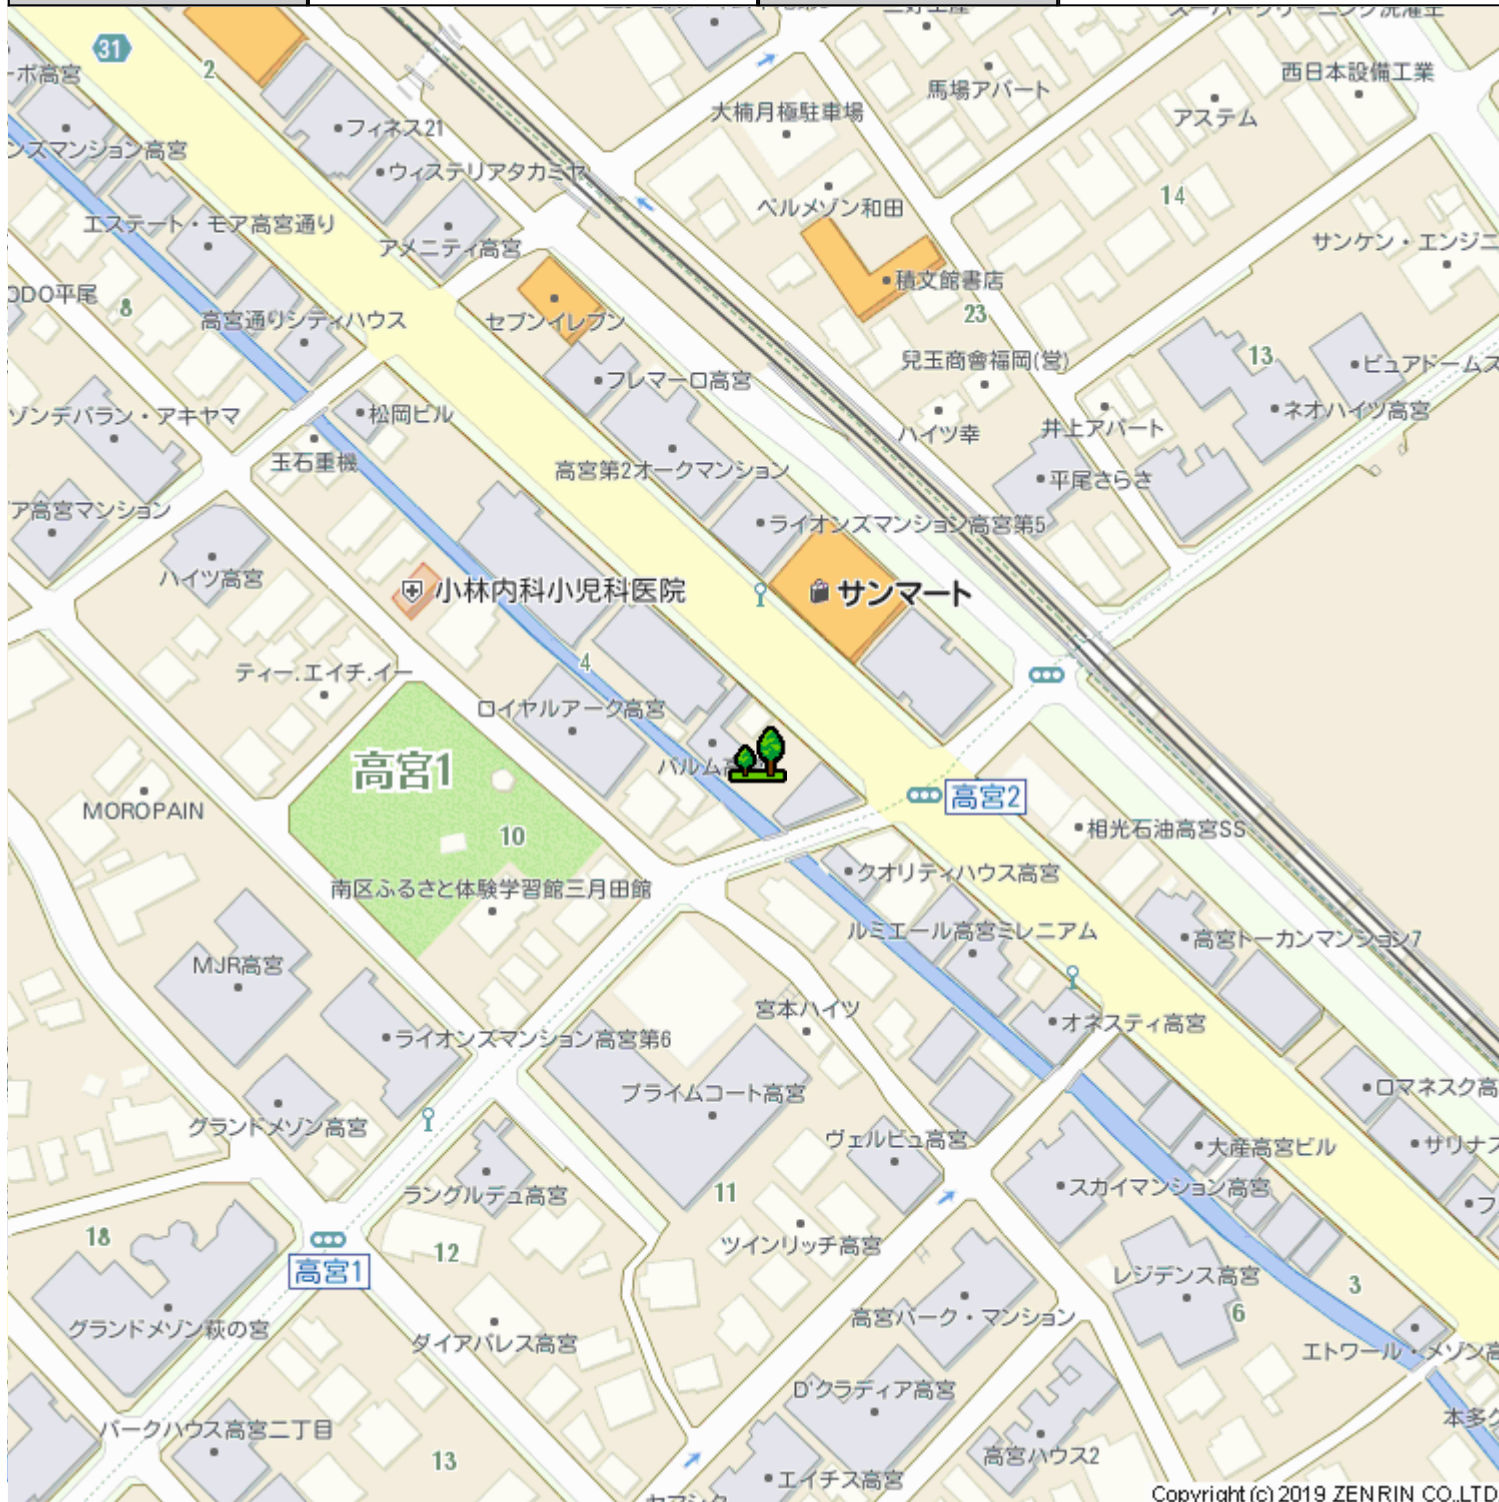 31
2
大楠月極駐車場
馬場アパート
西日本設備工業
アステム
フィネス21
ンズマンション高宮
ウィステリアタカミヤ
14
ベルメゾン和田
エステート・モア高宮通り
アメニティ高宮
サンケン・エンジニ
ODO平尾
8
積文館書店
高宮通りシティハウス
セブンイレブン
23
兒玉商會福岡(営)
13
ピュアドームス
フレマーロ高宮
ゾンデバラン・アキヤマ
松岡ビル
ネオハイツ高宮
ハイツ幸
井上アパート
玉石重機
高宮第2オークマンション
平尾さらさ
ア高宮マンション
ライオンズマンション高宮第5
ハイツ高宮
小林内科小児科医院
サンマート
ティー.エイチ.イー
4
ロイヤルアーク高宮
高宮1
パルム高
高宮2
MOROPAIN
10
相光石油高宮SS
南区ふるさと体験学習館三月田館
クオリティハウス高宮
ルミエール高宮ミレニアム
高宮トーカンマンション7
MJR高宮
宮本ハイツ
オネスティ高宮
ライオンズマンション高宮第6
プライムコート高宮
ロマネスク高
グランドメゾン高宮
ヴェルビュ高宮
大産高宮ビル
サリナス
ラングルデュ高宮
11
スカイマンション高宮
フ
18
12
ツインリッチ高宮
高宮1
レジデンス高宮
3
6
高宮パーク・マンション
グランドメゾン萩の宮
ダイアパレス高宮
エトワール・メゾン高
D'クラディア高宮
パークハウス高宮二丁目
本多ク
13
高宮ハウス2
エイチス高宮
Copyright (c) 2019 ZENRIN CO.,LTD